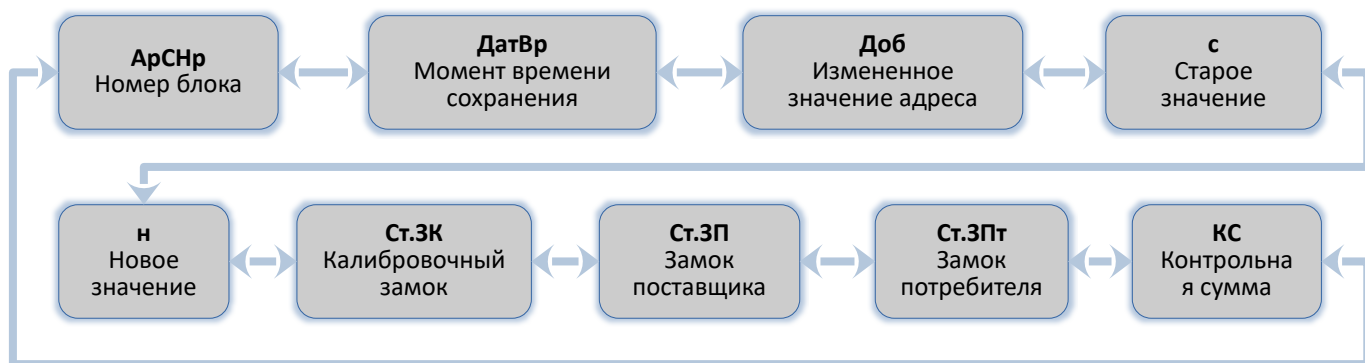 АрСНр
Номер блока
ДатВр
Момент времени
сохранения
Доб
Измененное
значение адреса
с
Старое
значение
н
Новое
значение
Ст.ЗК
Калибровочный
замок
Ст.ЗП
Замок
поставщика
Ст.ЗПт
Замок
потребителя
КС
Контрольна
я сумма